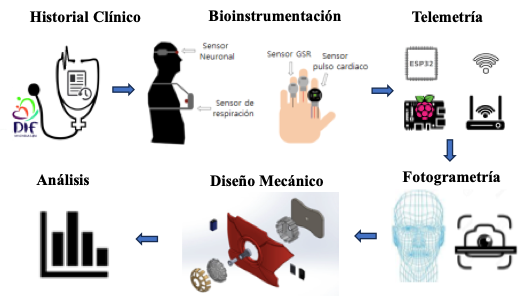 Historial Clínico
Bioinstrumentación
Telemetría
Sensor
Neuronal
Sensor GSR
Sensor
pulso cardiaco
Sensor de
respiración
ESP32
DIF
Análisis
Diseño Mecánico
Fotogrametría